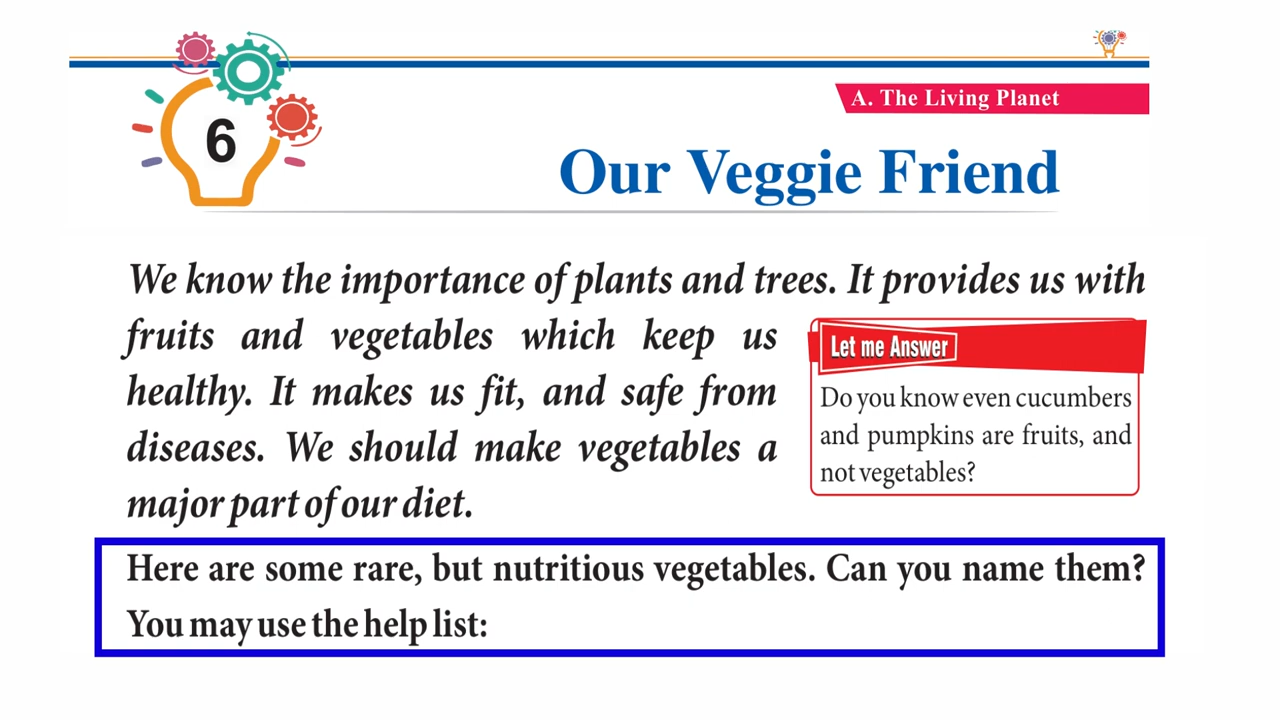 6
A. The Living Planet
Our Veggie Friend
We know the importance of plants and trees. It provides us with
fruits and vegetables which keep us
healthy. It makes us fit, and safe from
diseases. We should make vegetables a
major part of our diet.
Let me Answer
Do you know even cucumbers
and pumpkins are fruits, and
not vegetables?
Here are some rare, but nutritious vegetables. Can you name them?
You may use the help list: